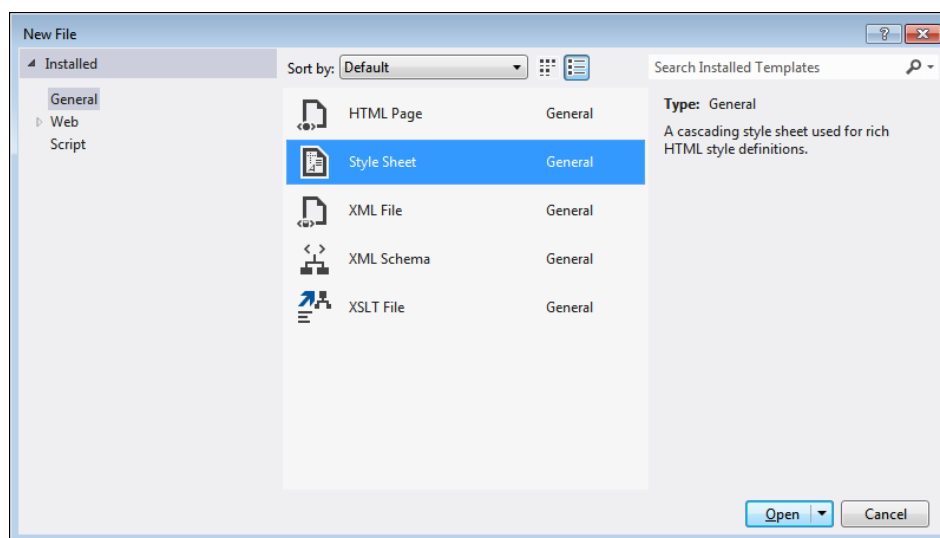 New File
?
Installed
General
Web
Script
Sort by: Default
HTML Page General
Style Sheet General
XML File General
XML Schema General
XSLT File General
Search Installed Templates
Type: General
A cascading style sheet used for rich
HTML style definitions.
Open
Cancel